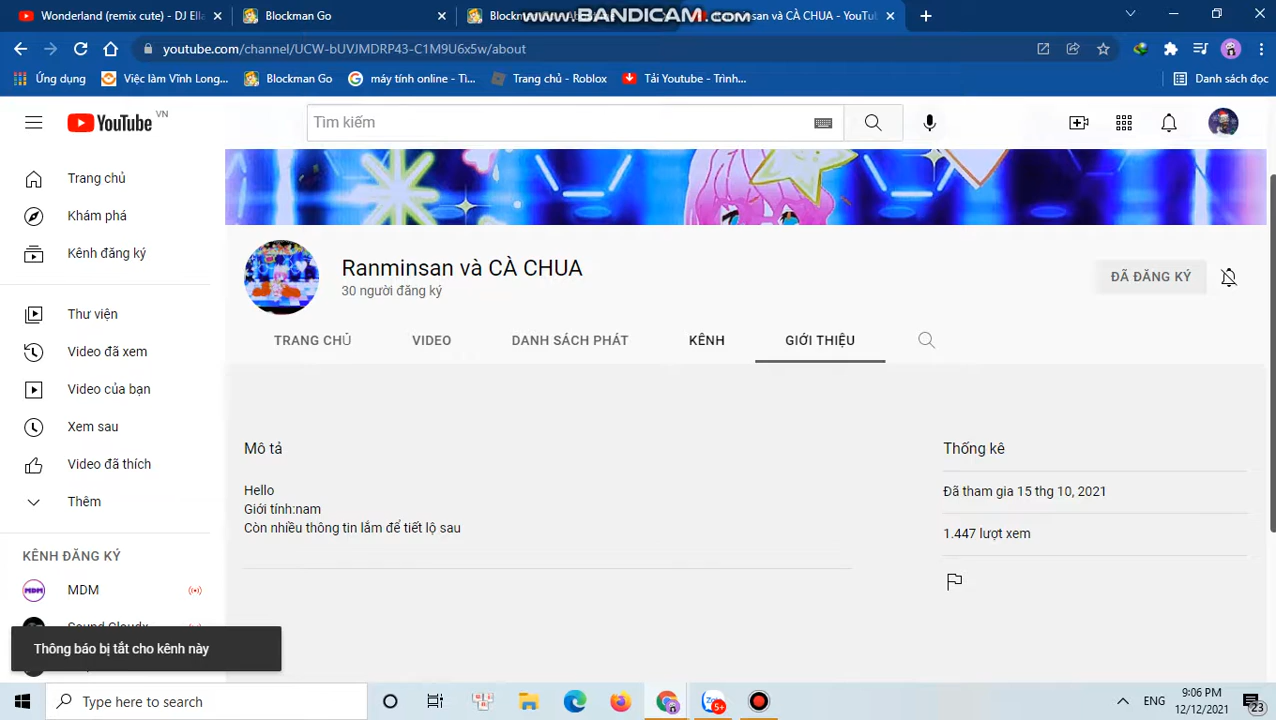 Wonderland (remix cute) - DJ Ella
Blockman Go
www.BANDICAM.com
Blockman
san và CÀ CHUA - YouTu
youtube.com/channel/UCW-bUVJMDRP43-C1M9U6x5w/about
Ứng dụng
Việc làm Vĩnh Long...
Blockman Go
máy tính online - Tì...
Trang chủ - Roblox
Tải Youtube - Trình...
Danh sách đọc
YouTube VN
Tìm kiếm
Trang chủ
Khám phá
Kênh đăng ký
Thư viện
Video đã xem
Video của bạn
Xem sau
Video đã thích
Thêm
KÊNH ĐĂNG KÝ
MDM
Sound Cloudx
Thông báo bị tắt cho kênh này
Ranminsan và CÀ CHUA
30 người đăng ký
ĐÃ ĐĂNG KÝ
TRANG CHỦ
VIDEO
DANH SÁCH PHÁT
KÊNH
GIỚI THIỆU
Mô tả
Hello
Giới tính:nam
Còn nhiều thông tin lắm để tiết lộ sau
Thống kê
Đã tham gia 15 thg 10, 2021
1.447 lượt xem
Type here to search
5+
ENG
9:06 PM
12/12/2021
23